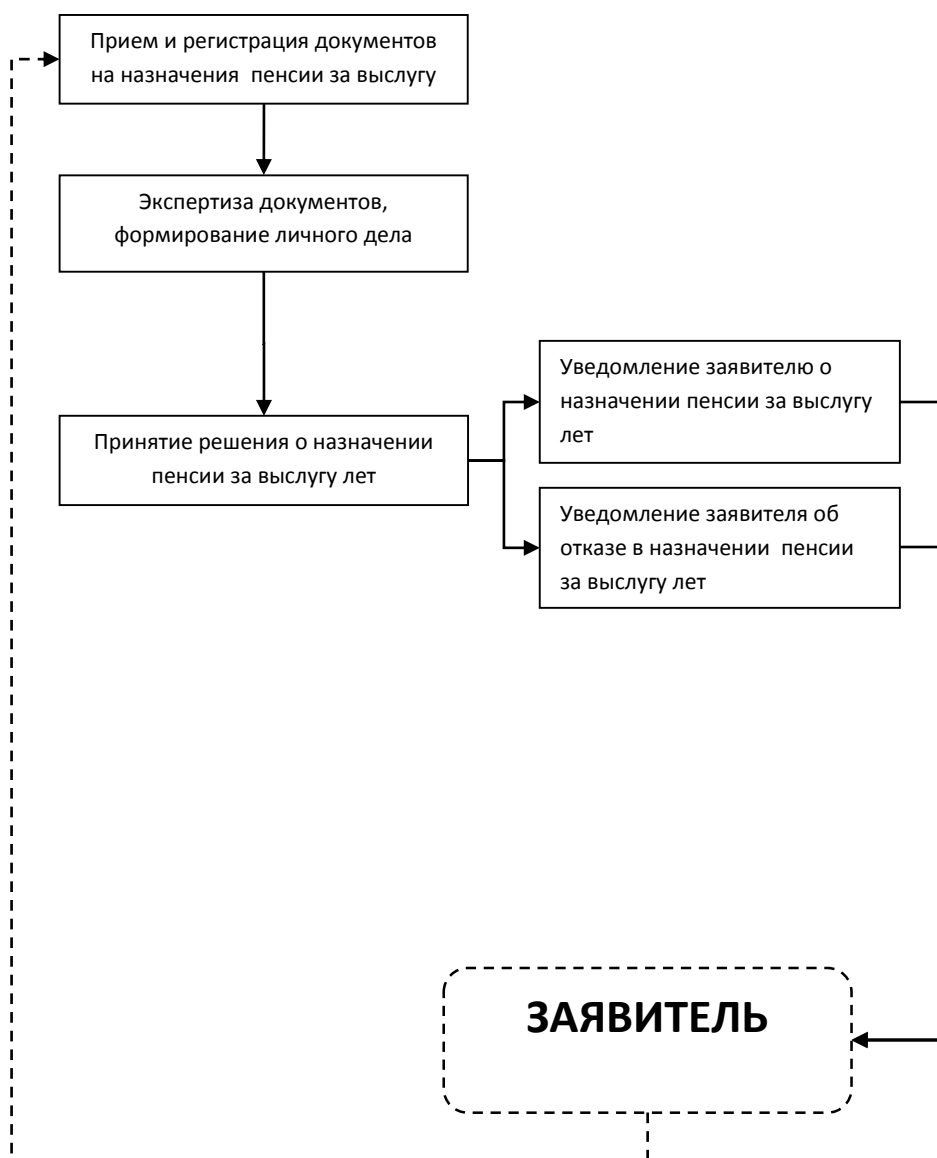 Прием и регистрация документов
на назначения  пенсии за выслугу
Экспертиза документов,
формирование личного дела
Принятие решения о назначении
пенсии за выслугу лет
Уведомление заявителю о
назначении пенсии за выслугу
лет
Уведомление заявителя об
отказе в назначении  пенсии
за выслугу лет
ЗАЯВИТЕЛЬ